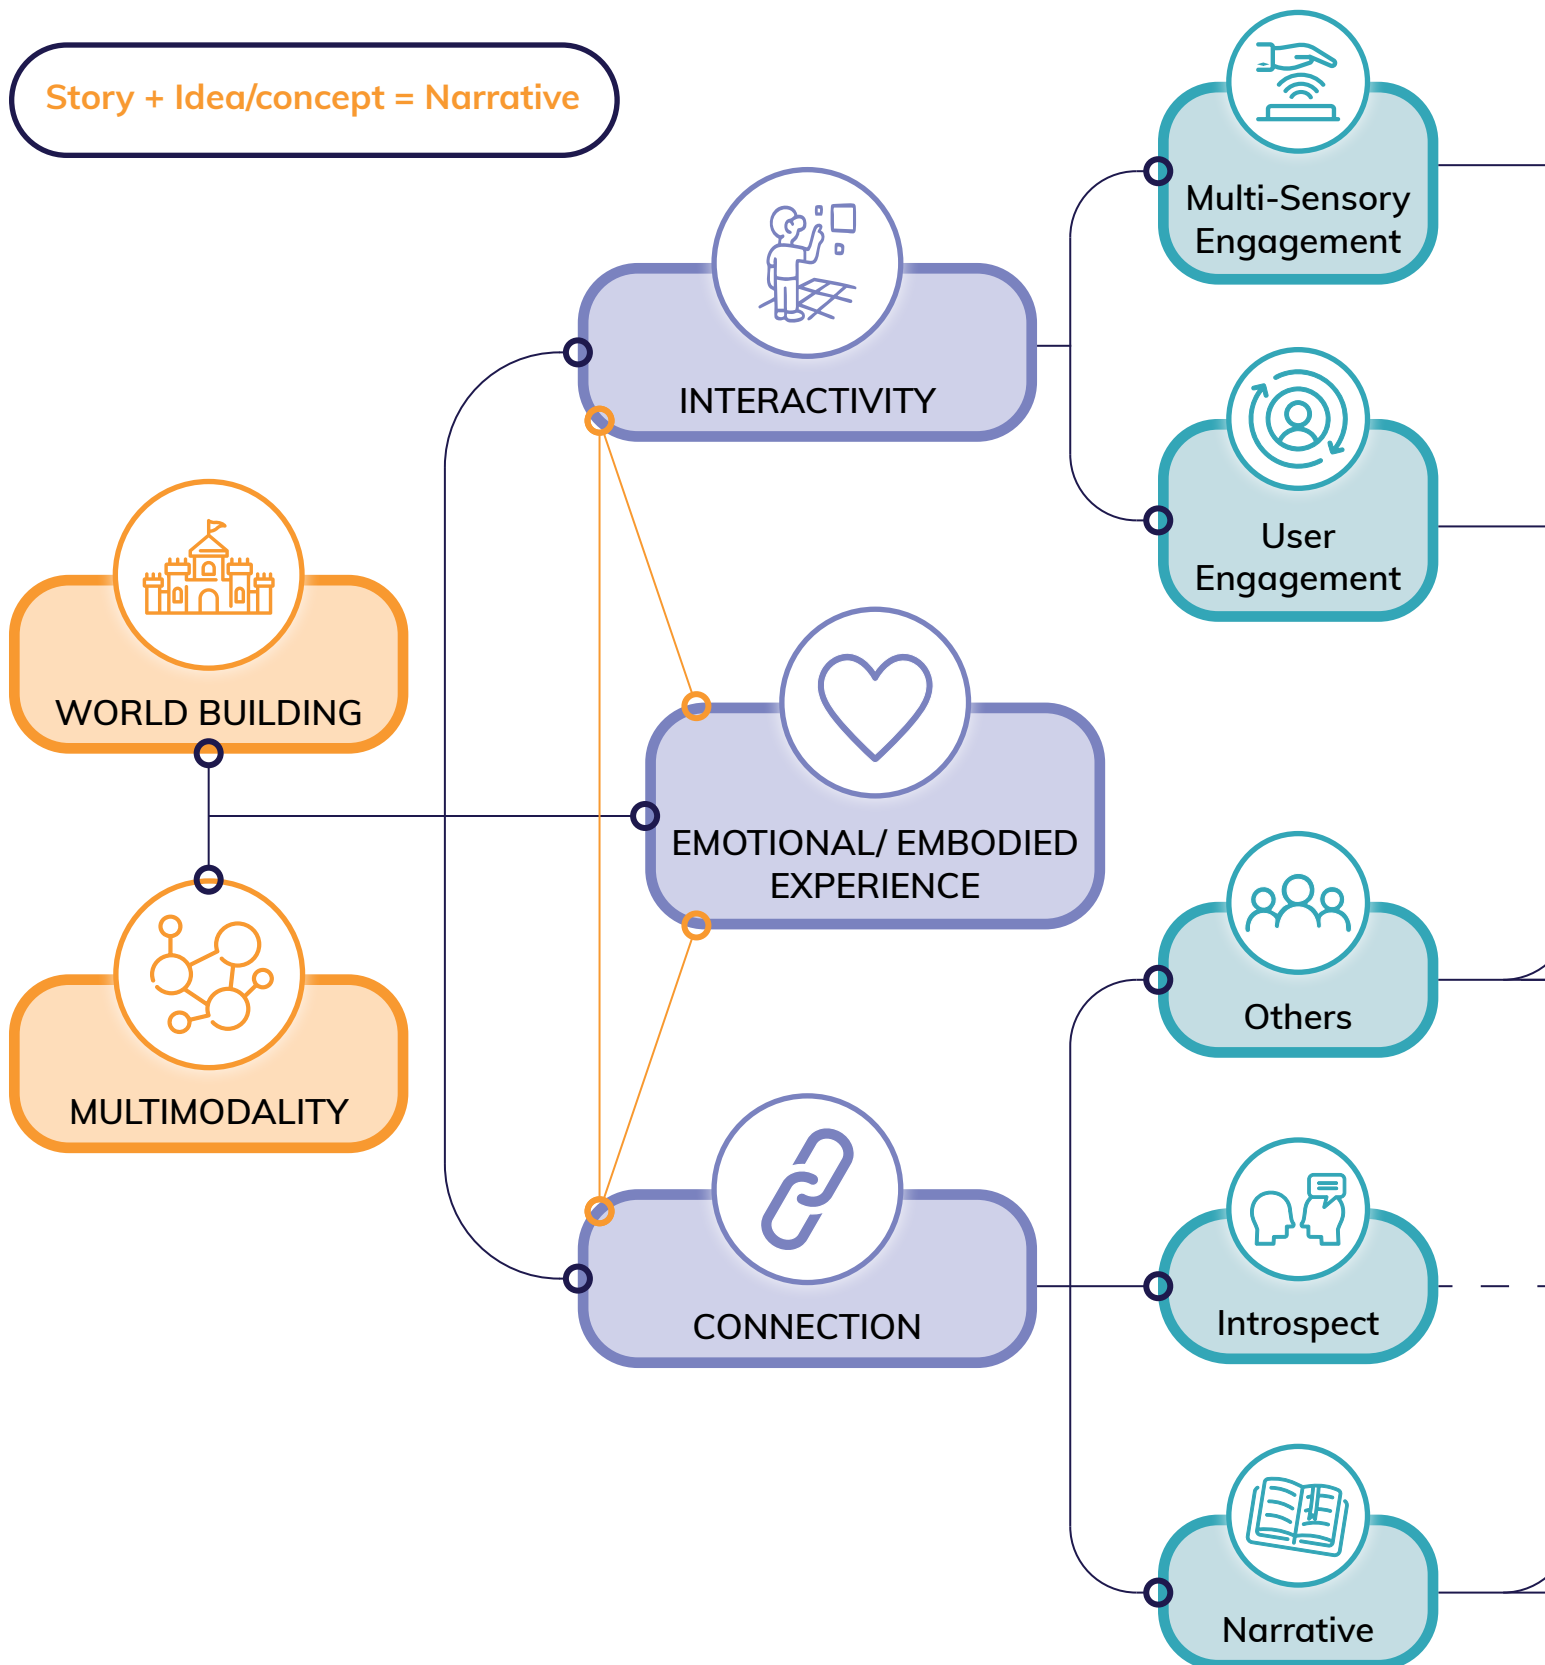 Story + Idea/concept = Narrative
Multi-Sensory
Engagement
INTERACTIVITY
User
Engagement
WORLD BUILDING
EMOTIONAL/ EMBODIED
EXPERIENCE
MULTIMODALITY
Others
CONNECTION
Introspect
Narrative